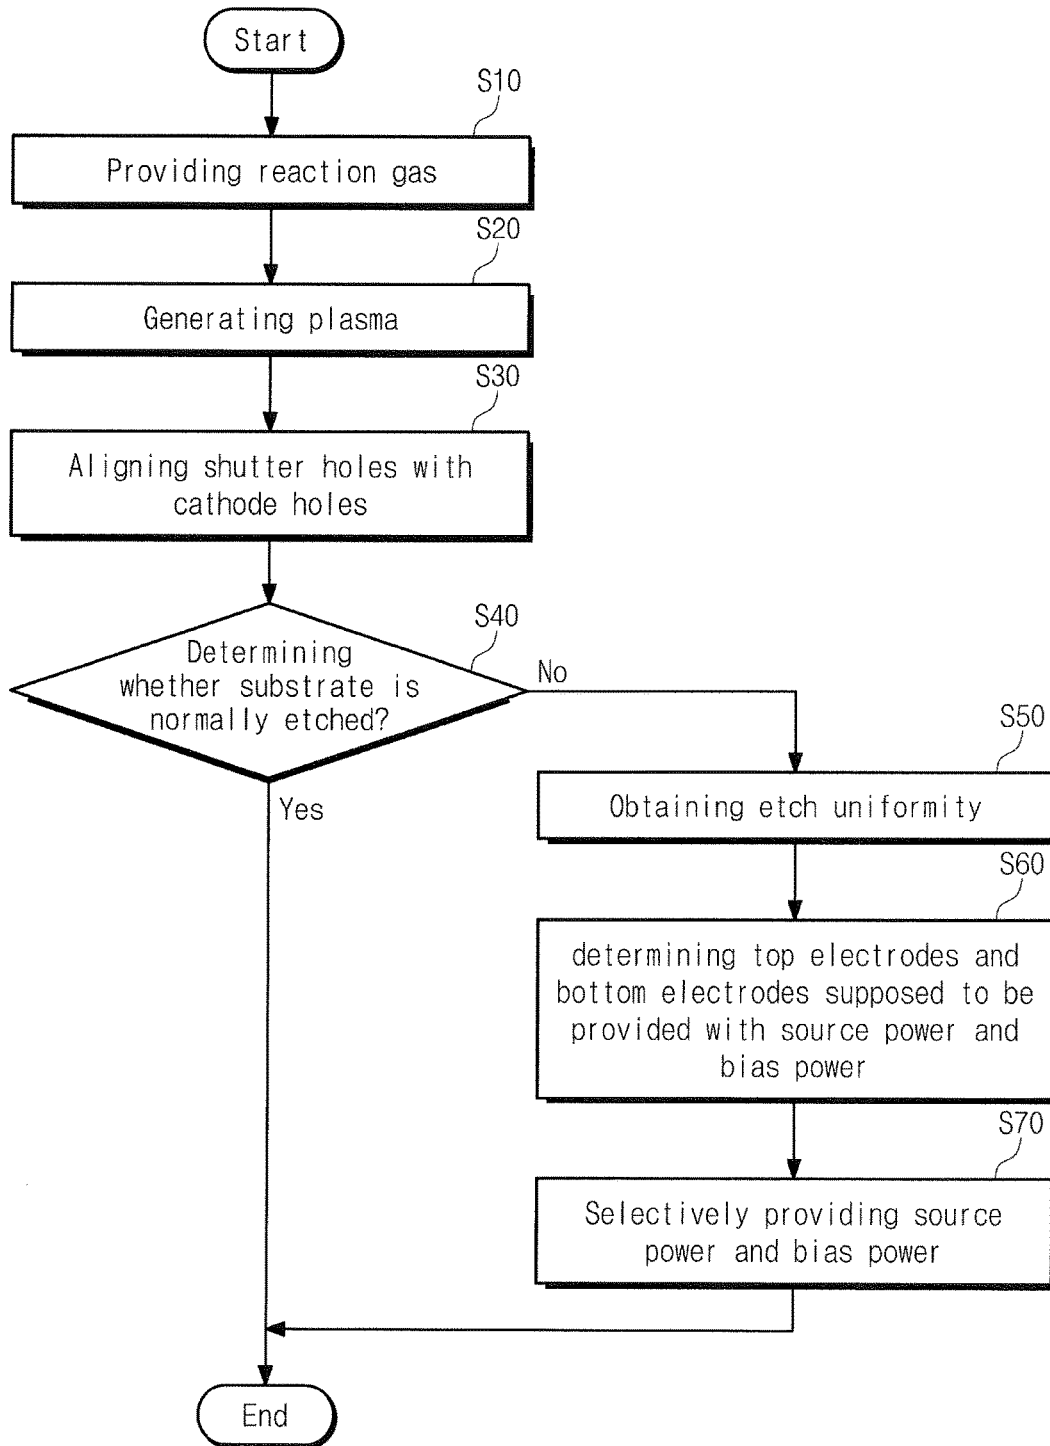 Start
S10
Providing reaction gas
S20
Generating plasma
S30
Aligning shutter holes with
cathode holes
S40
Determining
whether substrate is
normally etched?
No
Yes
S50
Obtaining etch uniformity
S60
determining top electrodes and
bottom electrodes supposed to be
provided with source power and
bias power
S70
Selectively providing source
power and bias power
End